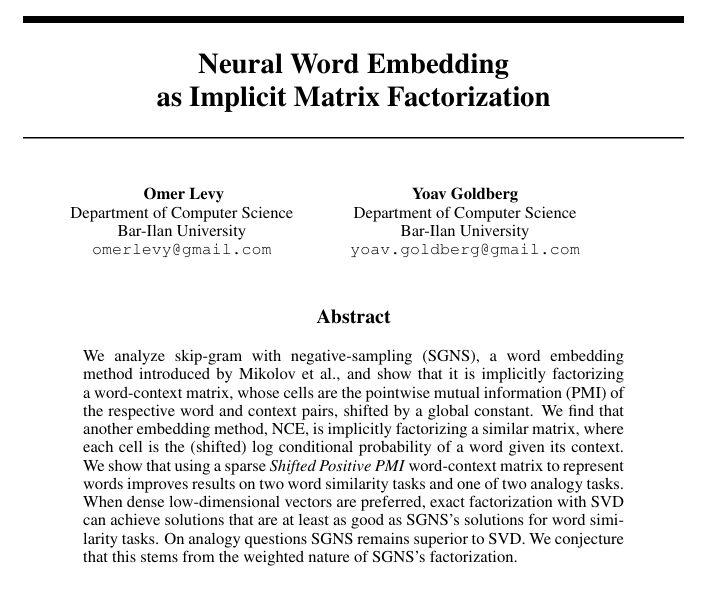 Neural Word Embedding
as Implicit Matrix Factorization
Omer Levy
Department of Computer Science
Bar-Ilan University
omerlevy@gmail.com
Yoav Goldberg
Department of Computer Science
Bar-Ilan University
yoav.goldberg@gmail.com
Abstract
We analyze skip-gram with negative-sampling (SGNS), a word embedding
method introduced by Mikolov et al., and show that it is implicitly factorizing
a word-context matrix, whose cells are the pointwise mutual information (PMI) of
the respective word and context pairs, shifted by a global constant. We find that
another embedding method, NCE, is implicitly factorizing a similar matrix, where
each cell is the (shifted) log conditional probability of a word given its context.
We show that using a sparse Shifted Positive PMI word-context matrix to represent
words improves results on two word similarity tasks and one of two analogy tasks.
When dense low-dimensional vectors are preferred, exact factorization with SVD
can achieve solutions that are at least as good as SGNS's solutions for word simi-
larity tasks. On analogy questions SGNS remains superior to SVD. We conjecture
that this stems from the weighted nature of SGNS's factorization.